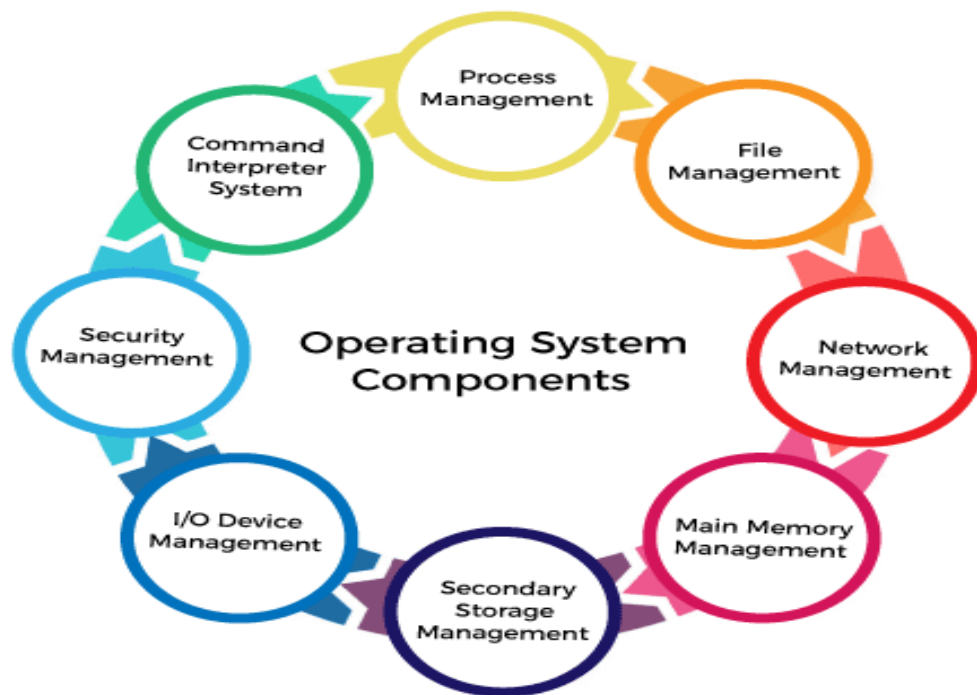 Process
Management
File
Management
Network
Management
Main Memory
Management
Secondary
Storage
Management
I/O Device
Management
Security
Management
Command
Interpreter
System
Operating System
Components